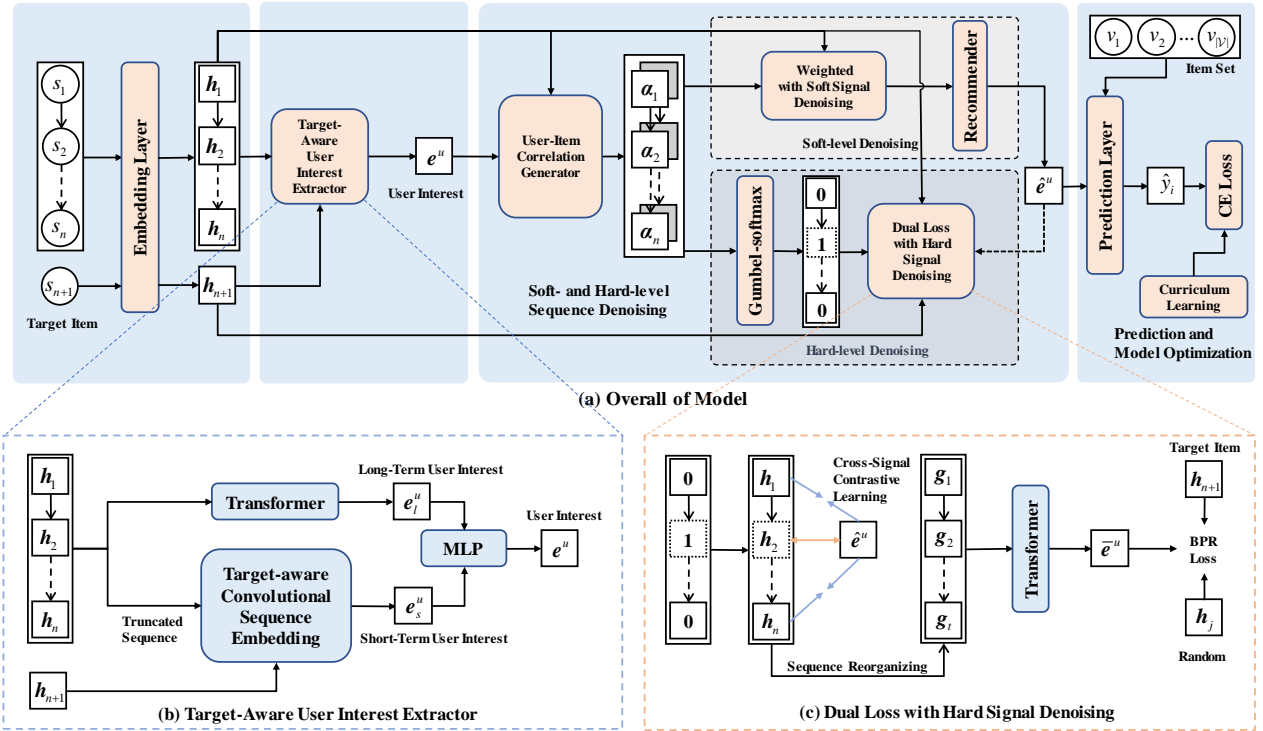 s1
s2
sn
sn+1
Target Item
Embedding Layer
h1
h2
hn
hn+1
Target-
Aware
User
Interest
Extractor
e^u
User Interest
User-Item
Correlation
Generator
α1
α2
αn
Soft- and Hard-level
Sequence Denoising
Weighted
with Soft Signal
Denoising
Recommender
Soft-level Denoising
Gumbel-softmax
0
1
0
Dual Loss
with Hard
Signal
Denoising
Hard-level Denoising
ê^u
v1 v2 ... v|𝒱|
Item Set
Prediction Layer
ŷi
CE Loss
Curriculum
Learning
Prediction and
Model Optimization
(a) Overall of Model
h1
h2
hn
hn+1
Truncated
Sequence
Transformer
Target-aware
Convolutional
Sequence
Embedding
Long-Term User Interest
e_l^u
e_s^u
Short-Term User Interest
MLP
User Interest
e^u
(b) Target-Aware User Interest Extractor
0
1
0
h1
h2
hn
Cross-Signal
Contrastive
Learning
ê^u
Sequence Reorganizing
g1
g2
gt
Transformer
ē^u
Target Item
hn+1
BPR
Loss
hj
Random
(c) Dual Loss with Hard Signal Denoising